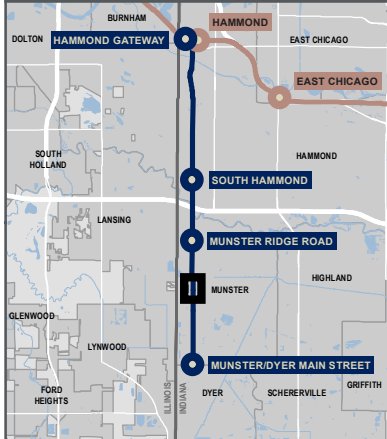 BURNHAM
HAMMOND
DOLTON
HAMMOND GATEWAY
EAST CHICAGO
EAST CHICAGO
SOUTH
HOLLAND
HAMMOND
SOUTH HAMMOND
LANSING
MUNSTER RIDGE ROAD
HIGHLAND
MUNSTER
GLENWOOD
LYNWOOD
MUNSTER/DYER MAIN STREET
FORD
HEIGHTS
ILLINOIS
INDIANA
DYER
SCHERERVILLE
GRIFFITH